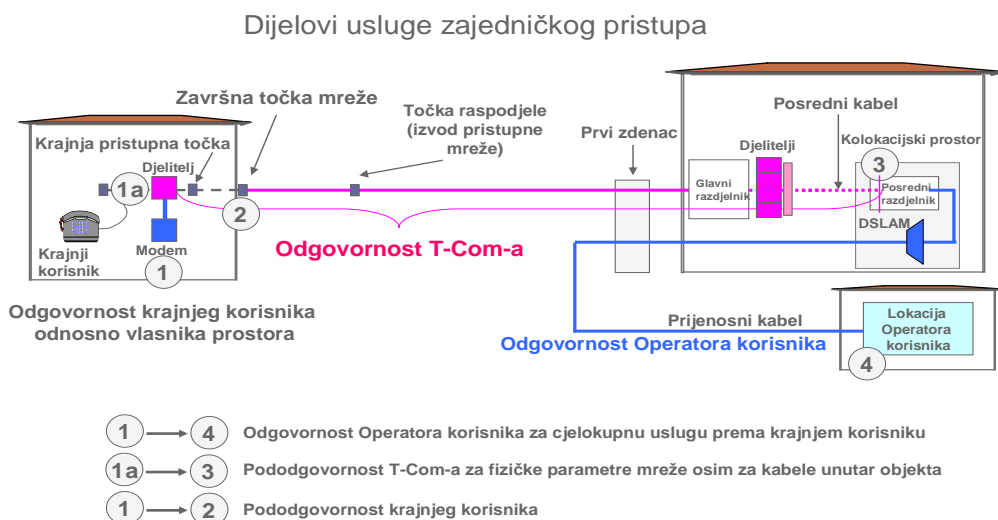 Dijelovi usluge zajedničkog pristupa
Završna točka mreže
Krajnja pristupna točka
Djelitelj
1a
Krajnji
korisnik
Modem
1
2
Točka raspodjele
(izvod pristupne
mreže)
Prvi zdenac
Odgovornost T-Com-a
Odgovornost krajnjeg korisnika
odnosno vlasnika prostora
Posredni kabel
Djelitelji
Kolokacijski prostor
3
Glavni
razdjelnik
Posredni
razdjelnik
DSLAM
Prijenosni kabel
Odgovornost Operatora korisnika
Lokacija
Operatora
korisnika
4
1 4 Odgovornost Operatora korisnika za cjelokupnu uslugu prema krajnjem korisniku
1a 3 Pododgovornost T-Com-a za fizičke parametre mreže osim za kabele unutar objekta
1 2 Pododgovornost krajnjeg korisnika